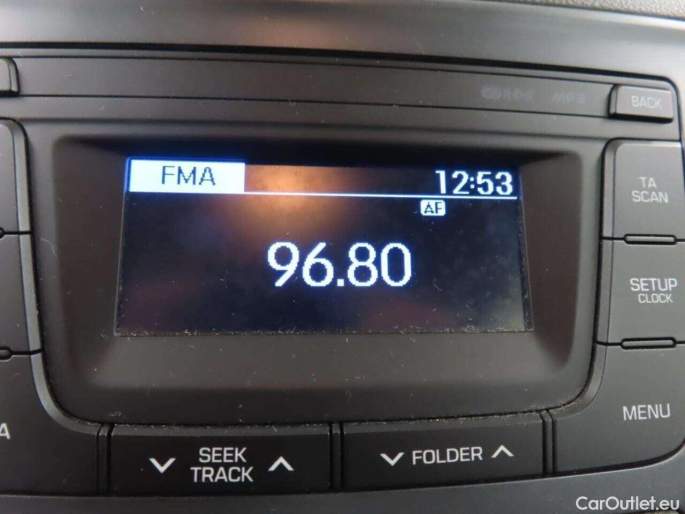 BACK
FMA 12:53
AF
96.80
TA
SCAN
SETUP
CLOCK
MENU
A
SEEK
TRACK
FOLDER
CarOutlet.eu